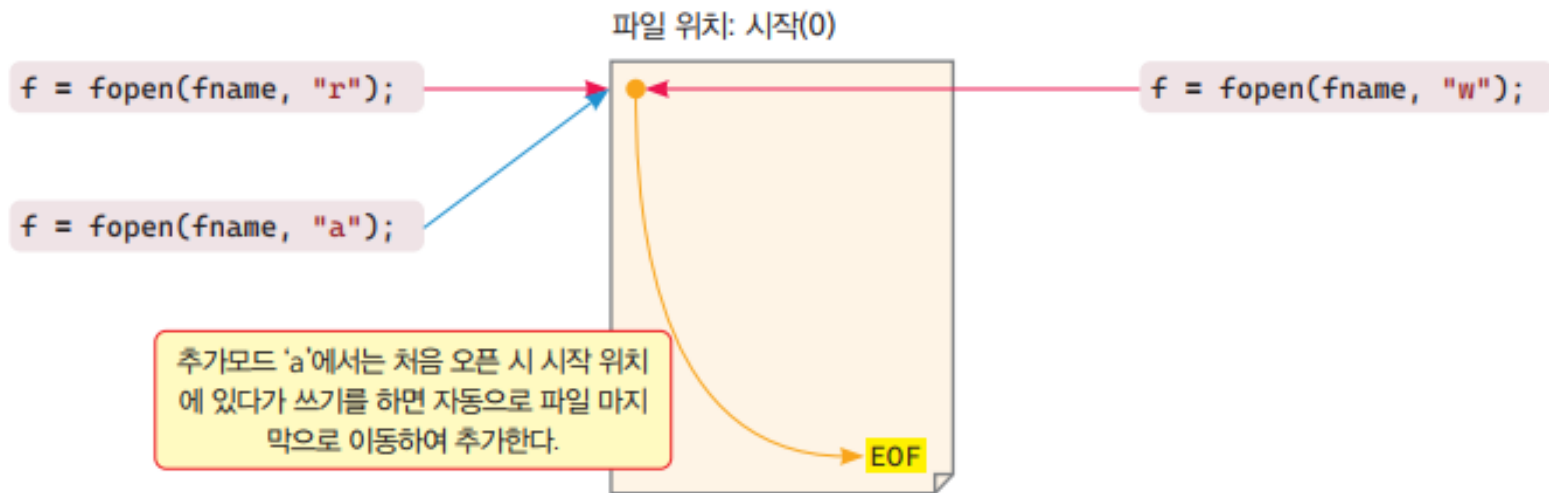 파일 위치: 시작(0)
f = fopen(fname, "r");
f = fopen(fname, "w");
f = fopen(fname, "a");
추가모드 ‘a’에서는 처음 오픈 시 시작 위치
에 있다가 쓰기를 하면 자동으로 파일 마지
막으로 이동하여 추가한다.
EOF